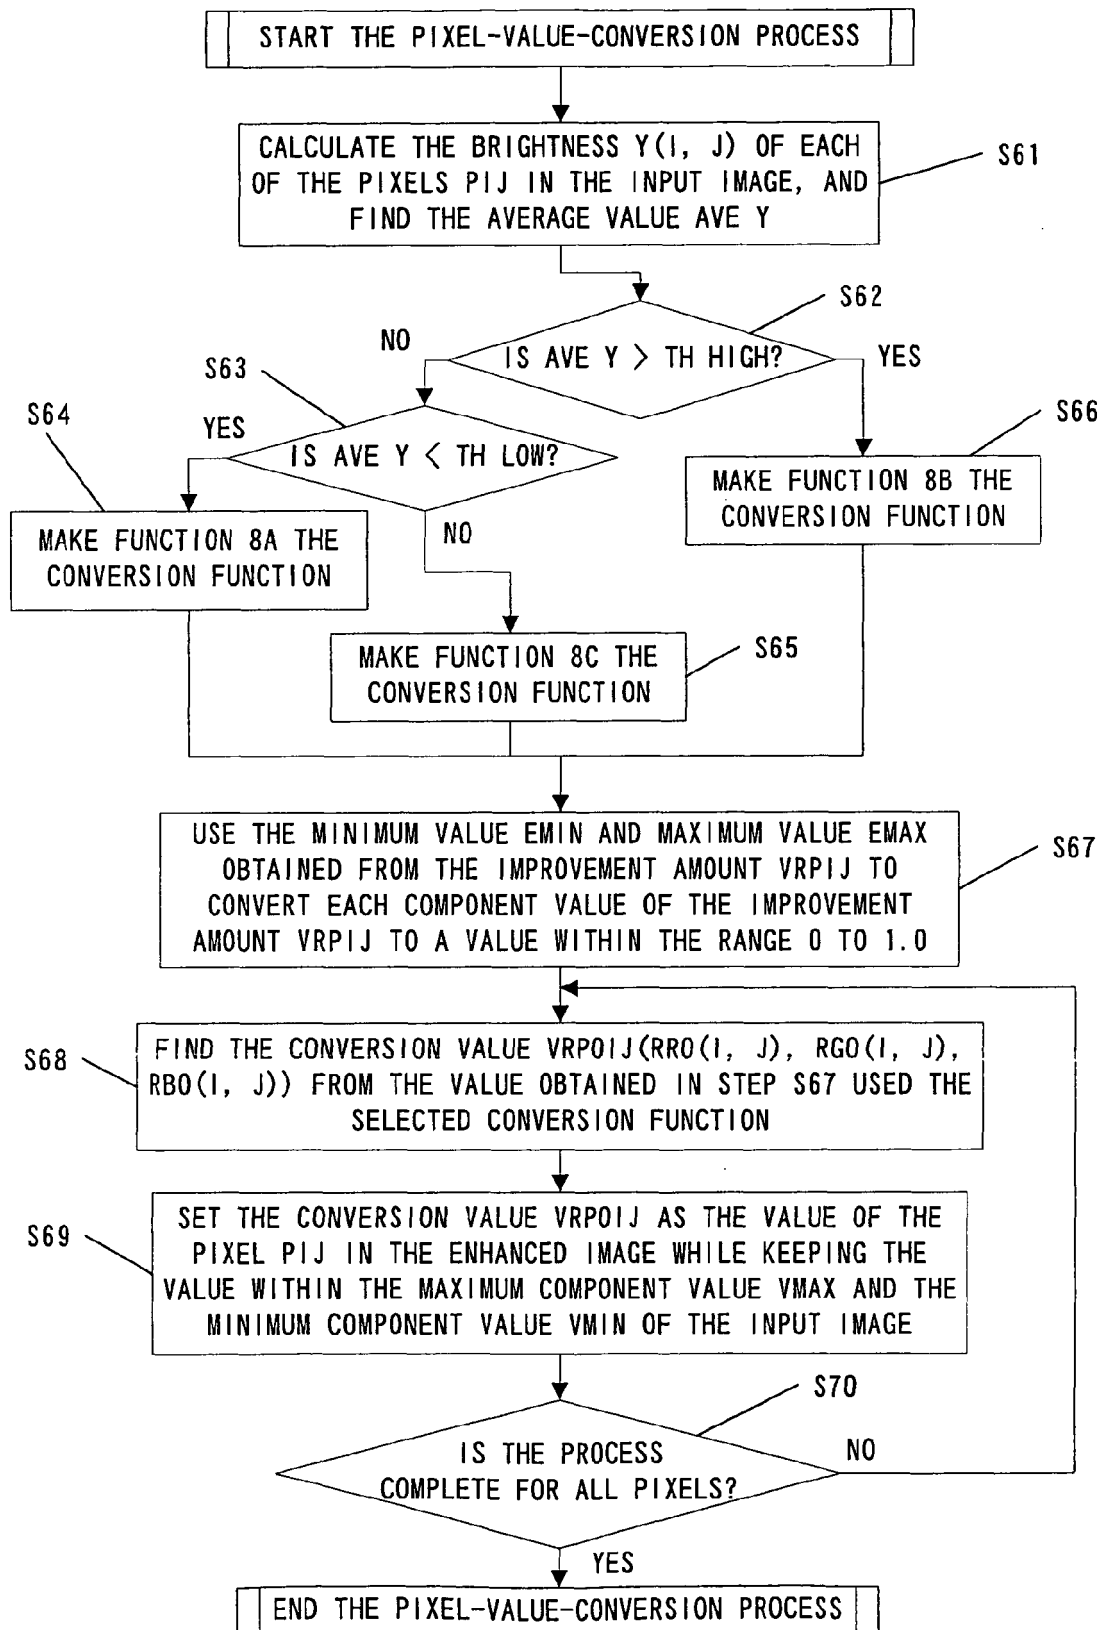 START THE PIXEL-VALUE-CONVERSION PROCESS
CALCULATE THE BRIGHTNESS Y(I, J) OF EACH
OF THE PIXELS PIJ IN THE INPUT IMAGE, AND
FIND THE AVERAGE VALUE AVE Y
S61
S62
IS AVE Y > TH HIGH?
NO
YES
S63
IS AVE Y < TH LOW?
YES
NO
S64
MAKE FUNCTION 8A THE
CONVERSION FUNCTION
S66
MAKE FUNCTION 8B THE
CONVERSION FUNCTION
S65
MAKE FUNCTION 8C THE
CONVERSION FUNCTION
USE THE MINIMUM VALUE EMIN AND MAXIMUM VALUE EMAX
OBTAINED FROM THE IMPROVEMENT AMOUNT VRPIJ TO
CONVERT EACH COMPONENT VALUE OF THE IMPROVEMENT
AMOUNT VRPIJ TO A VALUE WITHIN THE RANGE 0 TO 1.0
S67
S68
FIND THE CONVERSION VALUE VRPOIJ(RRO(I, J), RGO(I, J),
RBO(I, J)) FROM THE VALUE OBTAINED IN STEP S67 USED THE
SELECTED CONVERSION FUNCTION
S69
SET THE CONVERSION VALUE VRPOIJ AS THE VALUE OF THE
PIXEL PIJ IN THE ENHANCED IMAGE WHILE KEEPING THE
VALUE WITHIN THE MAXIMUM COMPONENT VALUE VMAX AND THE
MINIMUM COMPONENT VALUE VMIN OF THE INPUT IMAGE
S70
IS THE PROCESS
COMPLETE FOR ALL PIXELS?
NO
YES
END THE PIXEL-VALUE-CONVERSION PROCESS